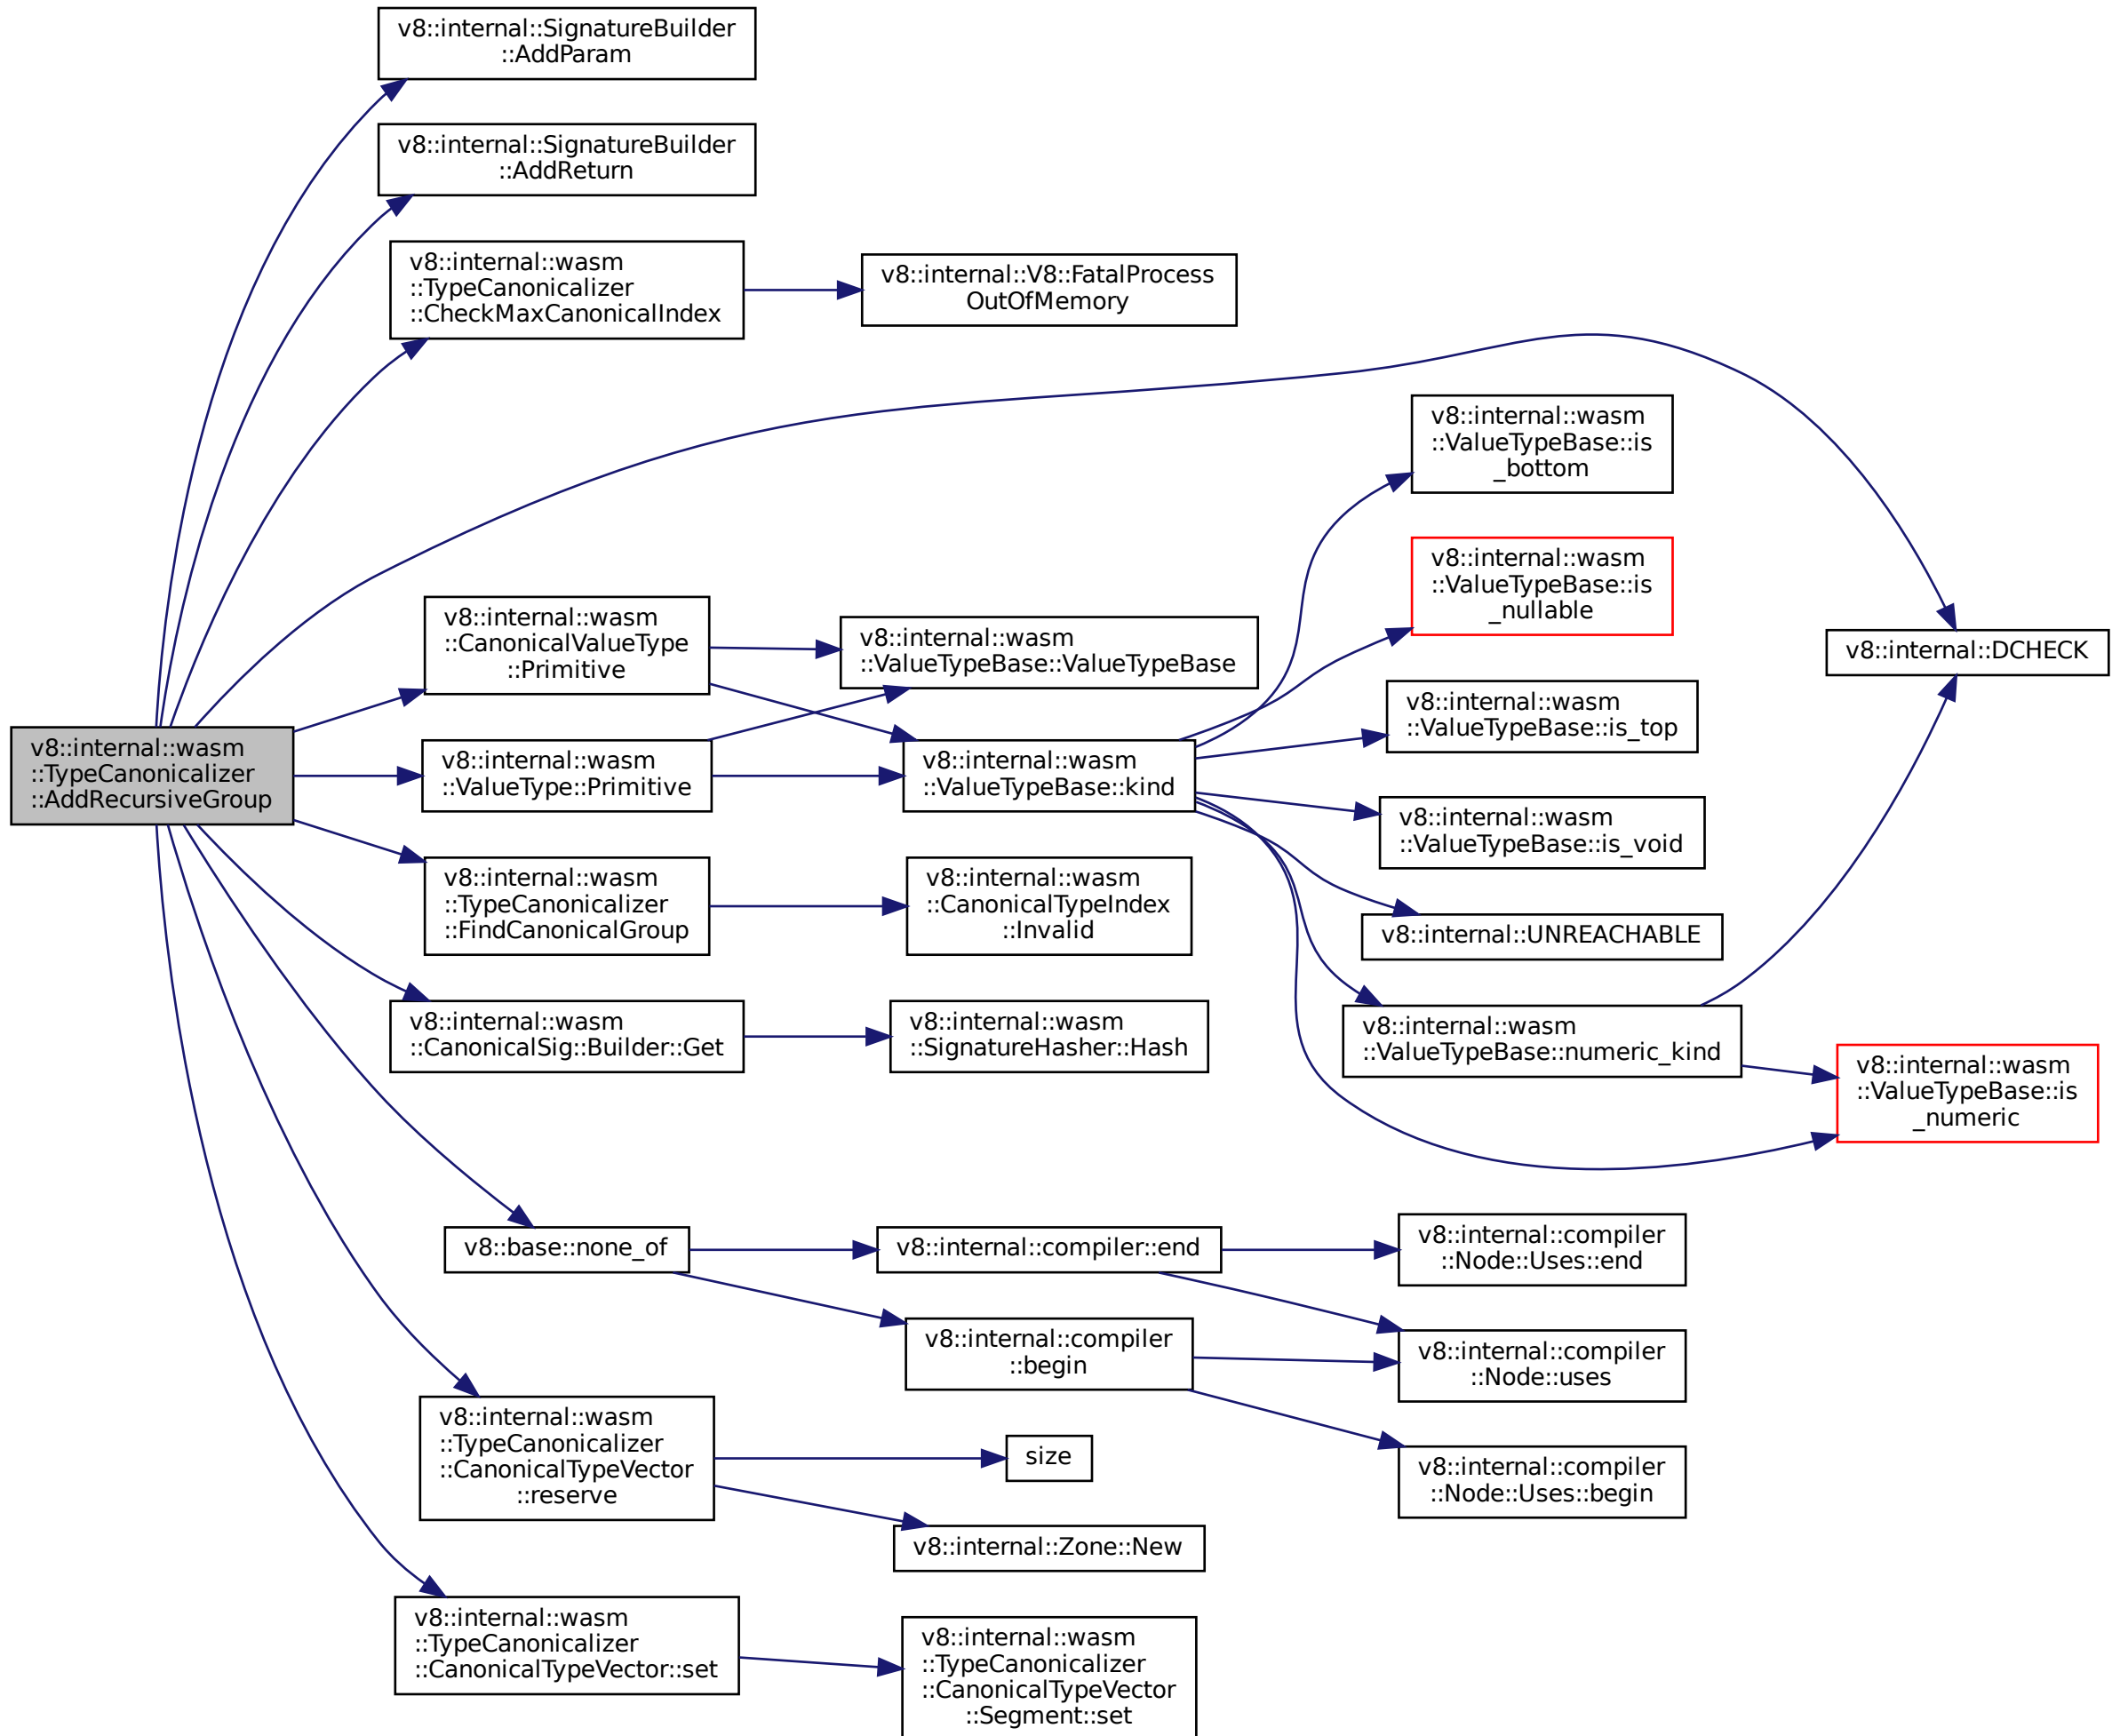 v8::internal::SignatureBuilder
::AddParam
v8::internal::SignatureBuilder
::AddReturn
v8::internal::wasm
::TypeCanonicalizer
::CheckMaxCanonicalIndex
v8::internal::V8::FatalProcess
OutOfMemory
v8::internal::wasm
::ValueTypeBase::is
_bottom
v8::internal::wasm
::ValueTypeBase::is
_nullable
v8::internal::wasm
::CanonicalValueType
::Primitive
v8::internal::wasm
::ValueTypeBase::ValueTypeBase
v8::internal::DCHECK
v8::internal::wasm
::ValueTypeBase::is_top
v8::internal::wasm
::TypeCanonicalizer
::AddRecursiveGroup
v8::internal::wasm
::ValueType::Primitive
v8::internal::wasm
::ValueTypeBase::kind
v8::internal::wasm
::ValueTypeBase::is_void
v8::internal::wasm
::TypeCanonicalizer
::FindCanonicalGroup
v8::internal::wasm
::CanonicalTypeIndex
::Invalid
v8::internal::UNREACHABLE
v8::internal::wasm
::CanonicalSig::Builder::Get
v8::internal::wasm
::SignatureHasher::Hash
v8::internal::wasm
::ValueTypeBase::numeric_kind
v8::internal::wasm
::ValueTypeBase::is
_numeric
v8::base::none_of
v8::internal::compiler::end
v8::internal::compiler
::Node::Uses::end
v8::internal::compiler
::begin
v8::internal::compiler
::Node::uses
v8::internal::wasm
::TypeCanonicalizer
::CanonicalTypeVector
::reserve
size
v8::internal::compiler
::Node::Uses::begin
v8::internal::Zone::New
v8::internal::wasm
::TypeCanonicalizer
::CanonicalTypeVector::set
v8::internal::wasm
::TypeCanonicalizer
::CanonicalTypeVector
::Segment::set